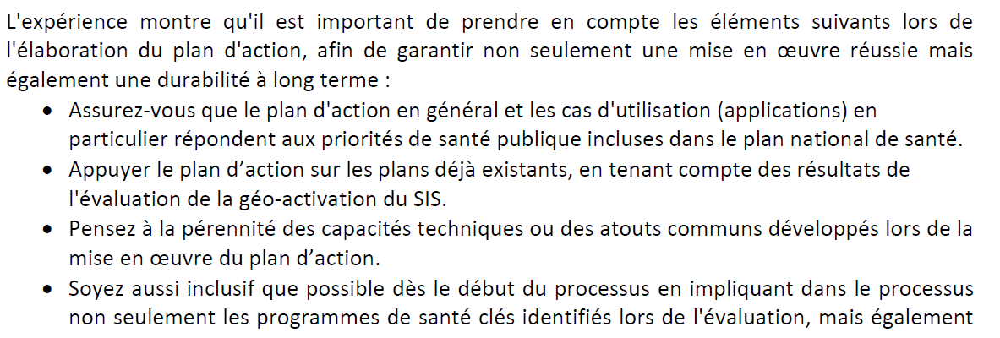 L'expérience montre qu'il est important de prendre en compte les éléments suivants lors de
l'élaboration du plan d'action, afin de garantir non seulement une mise en œuvre réussie mais
également une durabilité à long terme :
• Assurez-vous que le plan d'action en général et les cas d'utilisation (applications) en
particulier répondent aux priorités de santé publique incluses dans le plan national de santé.
• Appuyer le plan d’action sur les plans déjà existants, en tenant compte des résultats de
l'évaluation de la géo-activation du SIS.
• Pensez à la pérennité des capacités techniques ou des atouts communs développés lors de la
mise en œuvre du plan d’action.
• Soyez aussi inclusif que possible dès le début du processus en impliquant dans le processus
non seulement les programmes de santé clés identifiés lors de l'évaluation, mais également